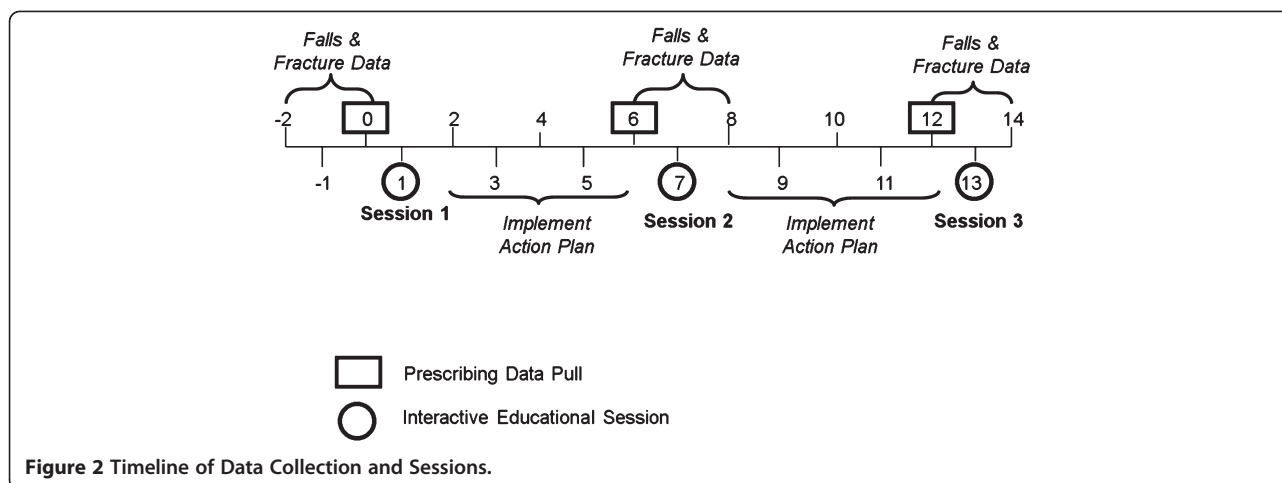 Falls &
Fracture Data
Falls &
Fracture Data
Falls &
Fracture Data
-2 0 2 4 6 8 10 12 14
-1 1 3 5 7 9 11 13
Session 1
Session 2
Session 3
Implement
Action Plan
Implement
Action Plan
Prescribing Data Pull
Interactive Educational Session
Figure 2 Timeline of Data Collection and Sessions.